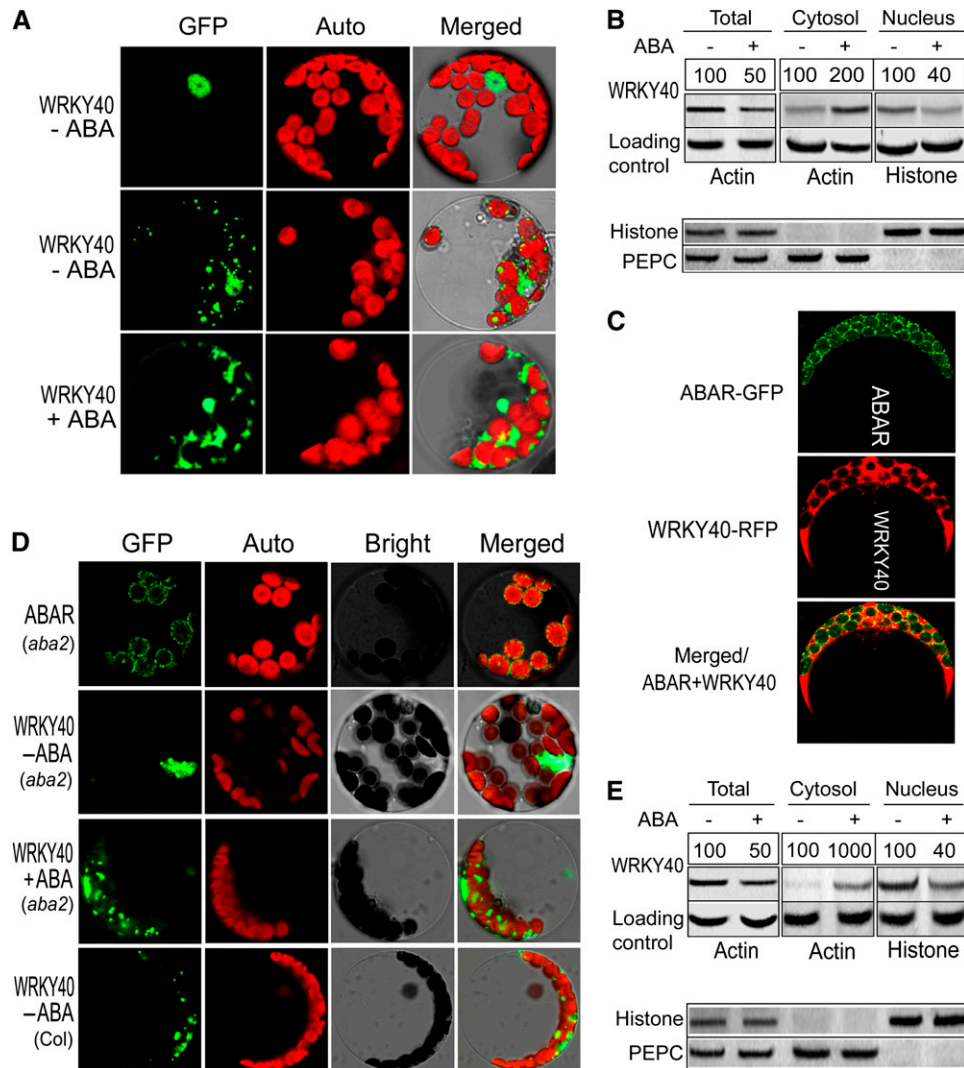 A
GFP Auto Merged
WRKY40
- ABA
WRKY40
- ABA
WRKY40
+ ABA
B
Total Cytosol Nucleus
ABA - + - + - +
100 50 100 200 100 40
WRKY40
Loading
control
Actin Actin Histone
Histone
PEPC
C
ABAR-GFP
ABAR
WRKY40-RFP
WRKY40
Merged/
ABAR+WRKY40
D
GFP Auto Bright Merged
ABAR
(aba2)
WRKY40
–ABA
(aba2)
WRKY40
+ABA
(aba2)
WRKY40
–ABA
(Col)
E
Total Cytosol Nucleus
ABA - + - + - +
100 50 100 1000 100 40
WRKY40
Loading
control
Actin Actin Histone
Histone
PEPC